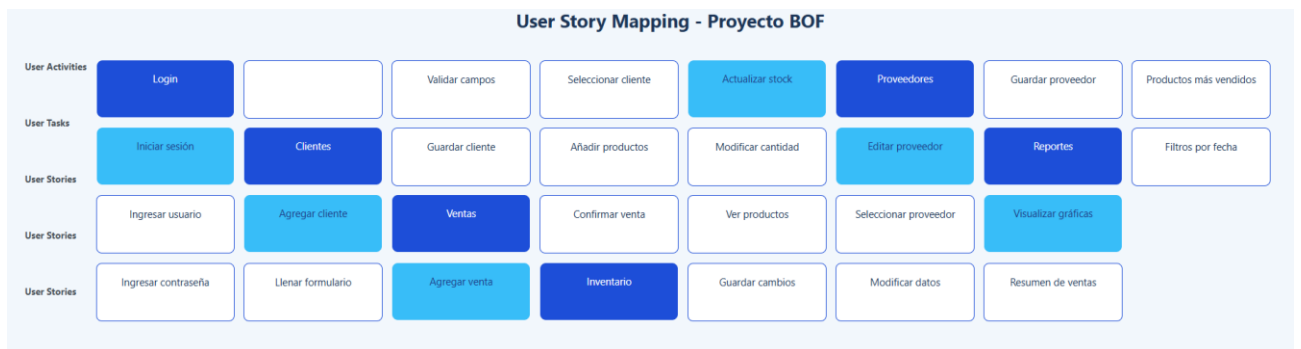 User Story Mapping - Proyecto BOF
User Activities
Login
Validar campos
Seleccionar cliente
Actualizar stock
Proveedores
Guardar proveedor
Productos más vendidos
User Tasks
Iniciar sesión
Clientes
Guardar cliente
Añadir productos
Modificar cantidad
Editar proveedor
Reportes
Filtros por fecha
User Stories
Ingresar usuario
Agregar cliente
Ventas
Confirmar venta
Ver productos
Seleccionar proveedor
Visualizar gráficas
User Stories
Ingresar contraseña
Llenar formulario
Agregar venta
Inventario
Guardar cambios
Modificar datos
Resumen de ventas
User Stories